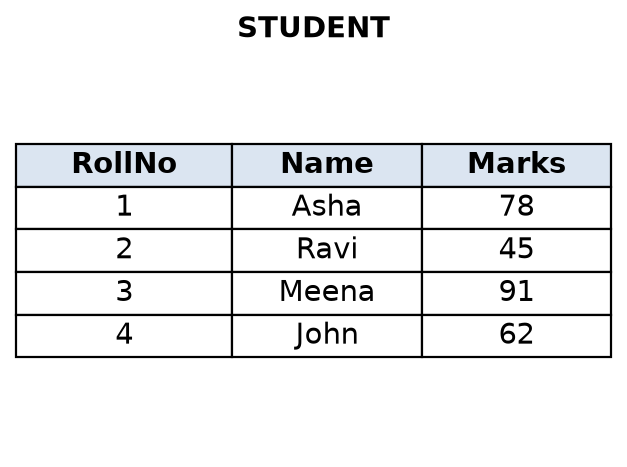 STUDENT
RollNo Name Marks
1 Asha 78
2 Ravi 45
3 Meena 91
4 John 62